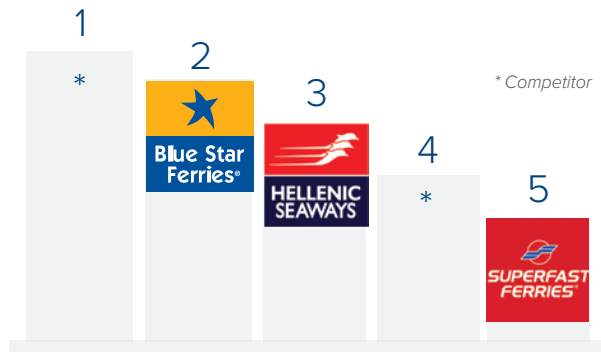 1
*
2
Blue Star
Ferries®
3
HELLENIC
SEAWAYS
* Competitor
4
*
5
SUPERFAST
FERRIES®